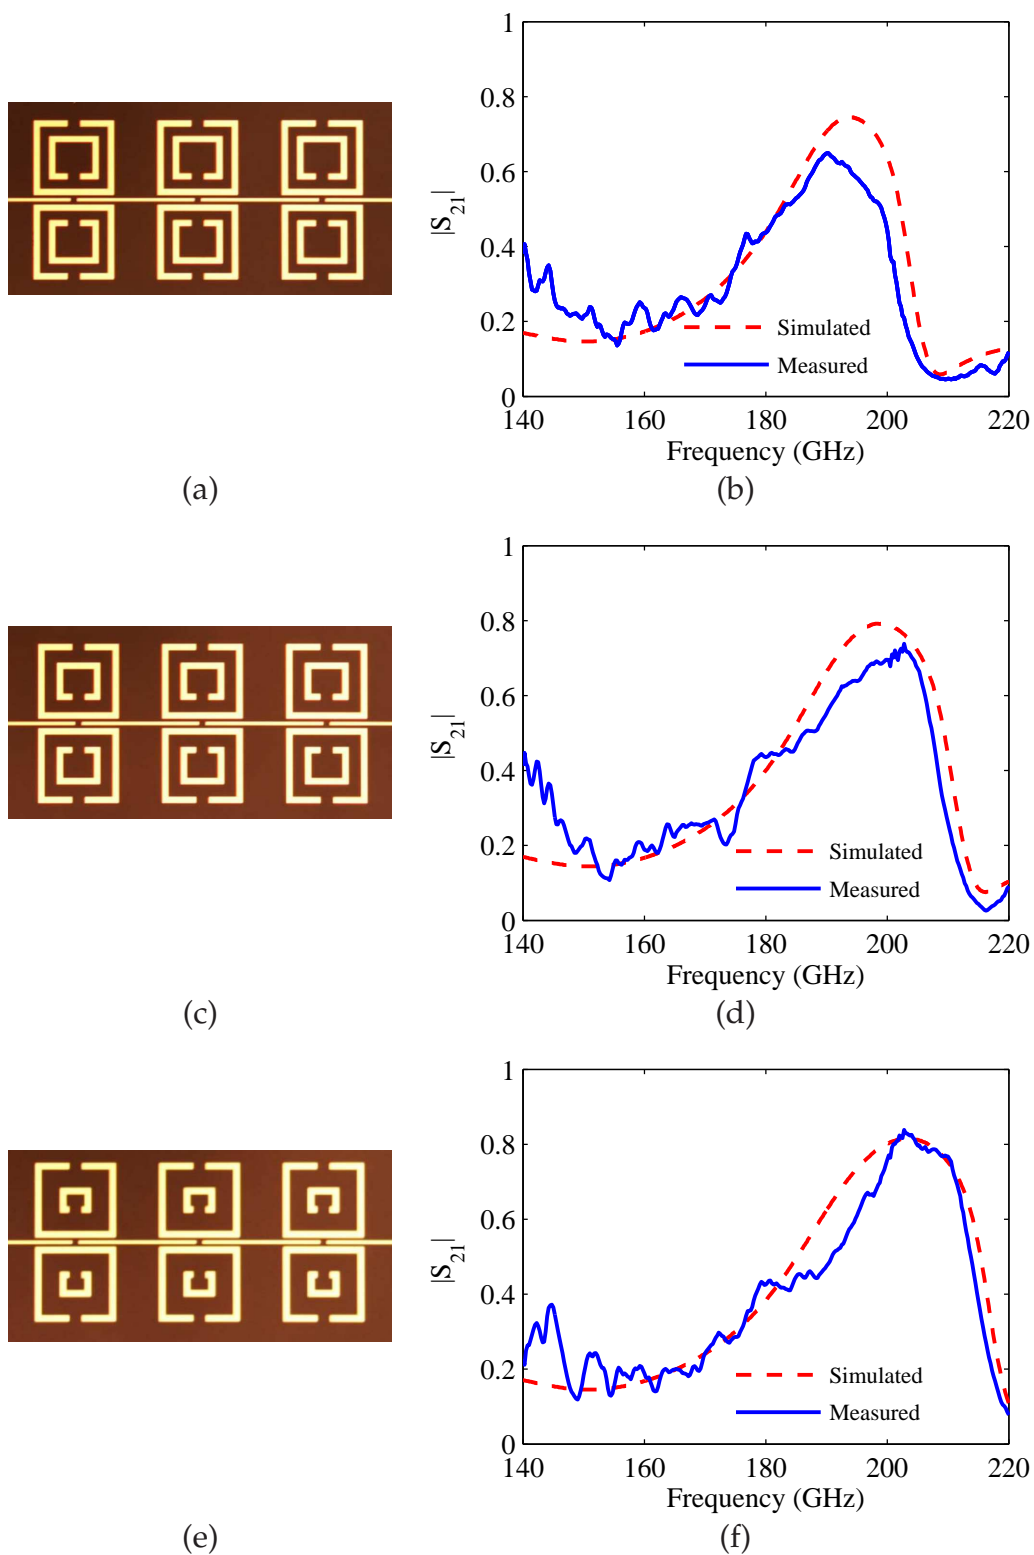 1
0.8
0.6
0.4
0.2
0
|S21|
Simulated
Measured
140 160 180 200 220
Frequency (GHz)
(a) (b)
1
0.8
0.6
0.4
0.2
0
|S21|
Simulated
Measured
140 160 180 200 220
Frequency (GHz)
(c) (d)
1
0.8
0.6
0.4
0.2
0
|S21|
Simulated
Measured
140 160 180 200 220
Frequency (GHz)
(e) (f)